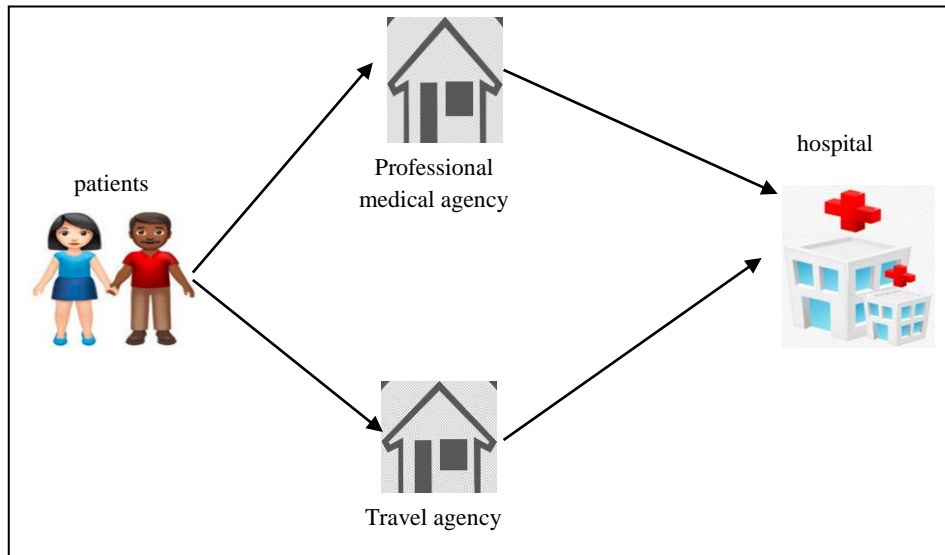 patients
Professional
medical agency
hospital
Travel agency